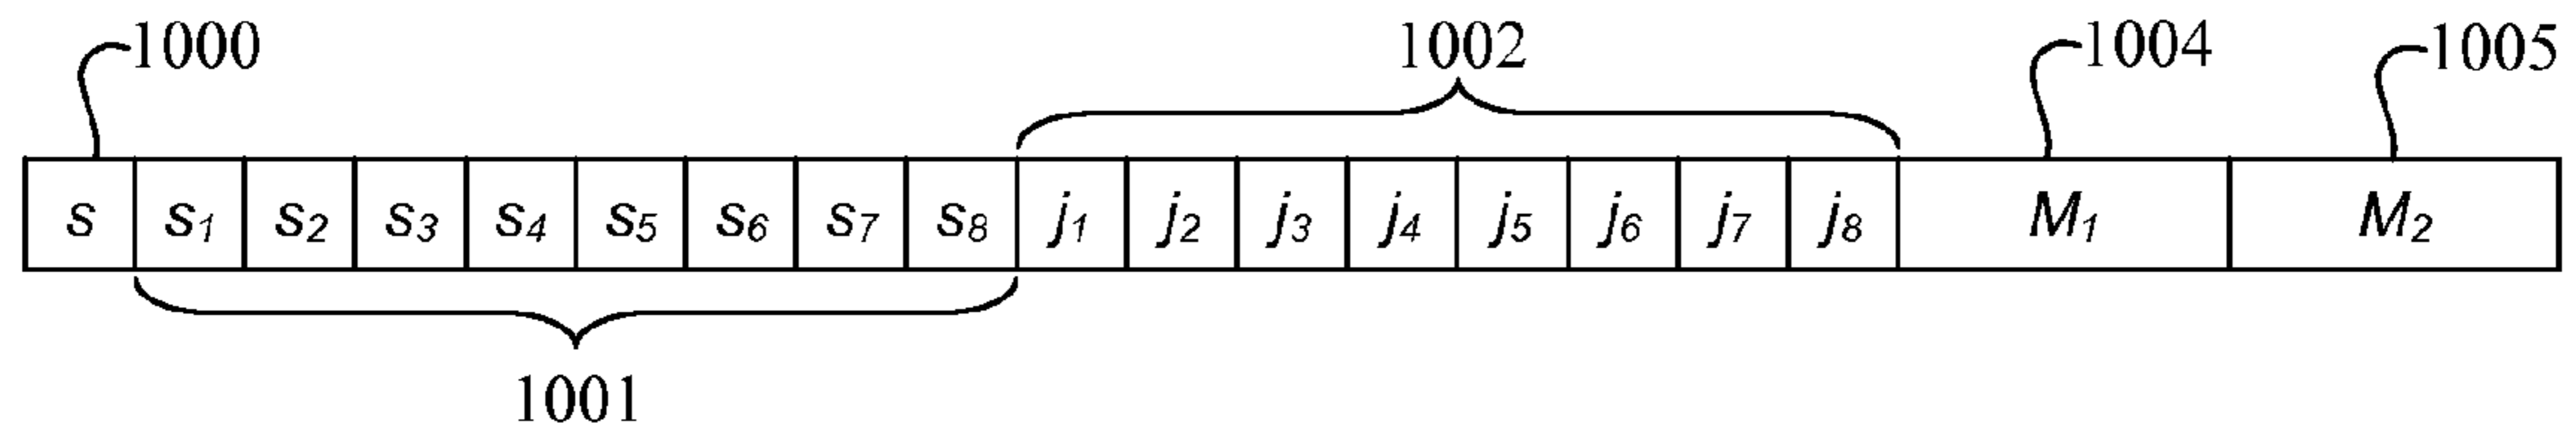 1000 1002 1004 1005
s s₁ s₂ s₃ s₄ s₅ s₆ s₇ s₈ j₁ j₂ j₃ j₄ j₅ j₆ j₇ j₈ M₁ M₂
1001